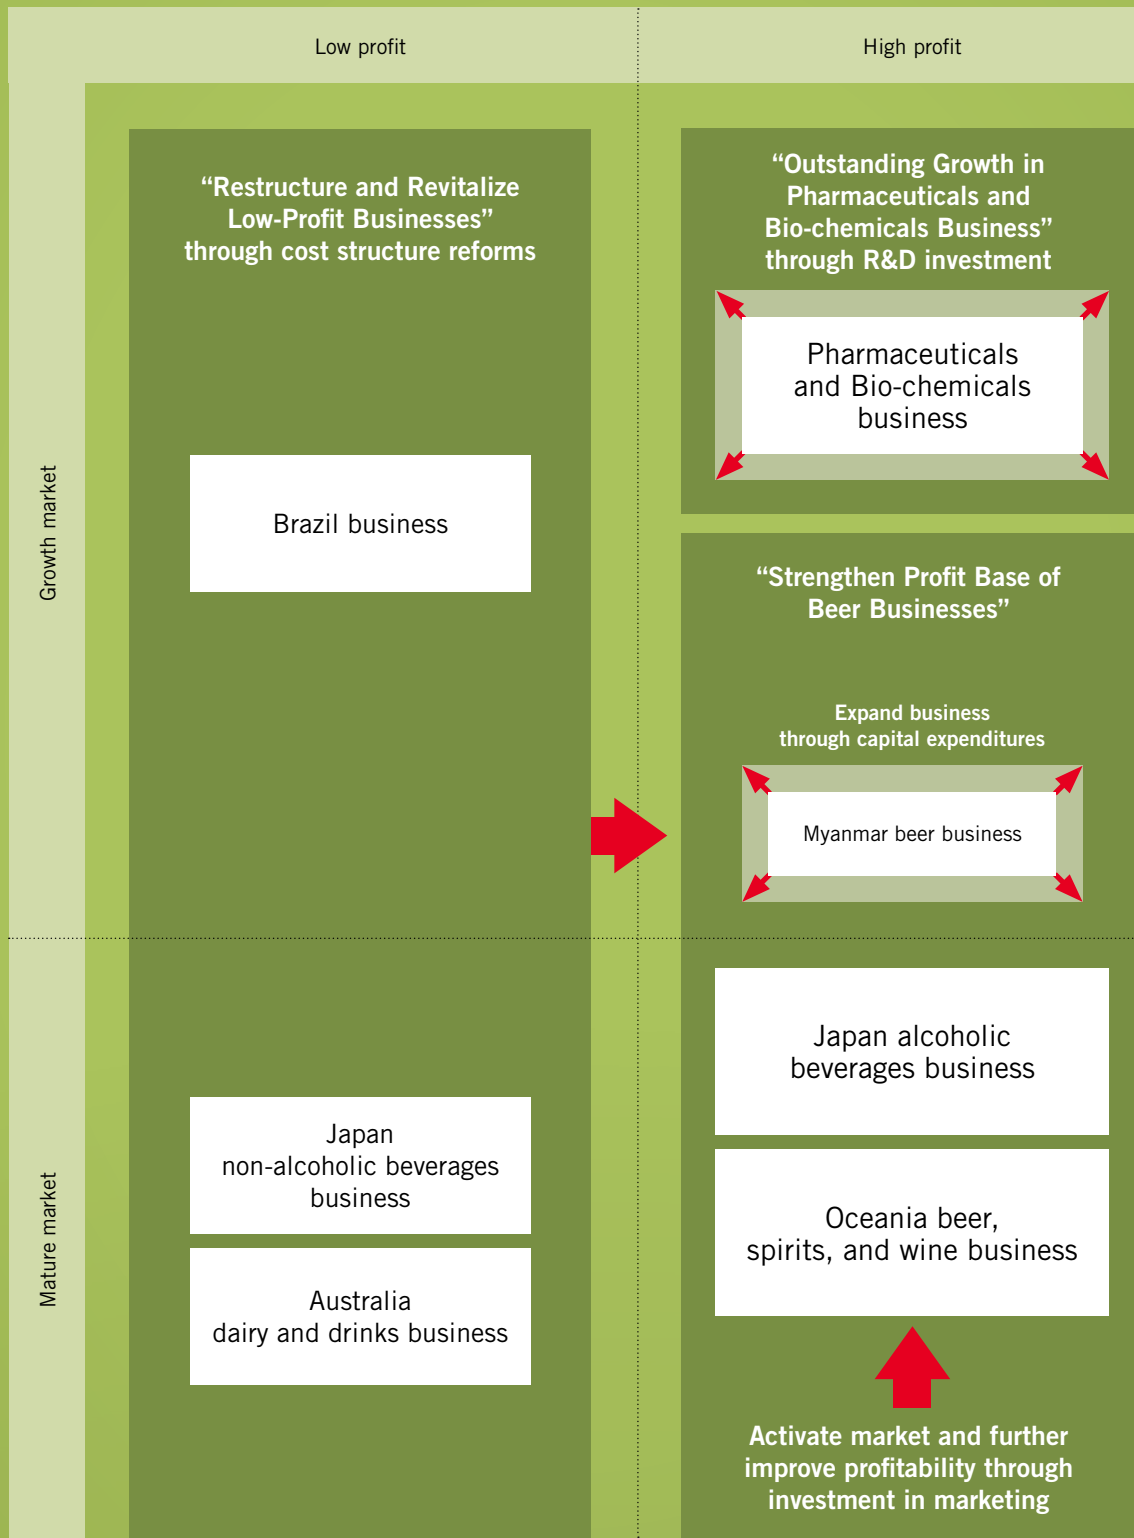 Low profit
High profit
Growth market
Mature market
“Restructure and Revitalize
Low-Profit Businesses”
through cost structure reforms
Brazil business
Japan
non-alcoholic beverages
business
Australia
dairy and drinks business
“Outstanding Growth in
Pharmaceuticals and
Bio-chemicals Business”
through R&D investment
Pharmaceuticals
and Bio-chemicals
business
“Strengthen Profit Base of
Beer Businesses”
Expand business
through capital expenditures
Myanmar beer business
Japan alcoholic
beverages business
Oceania beer,
spirits, and wine business
Activate market and further
improve profitability through
investment in marketing